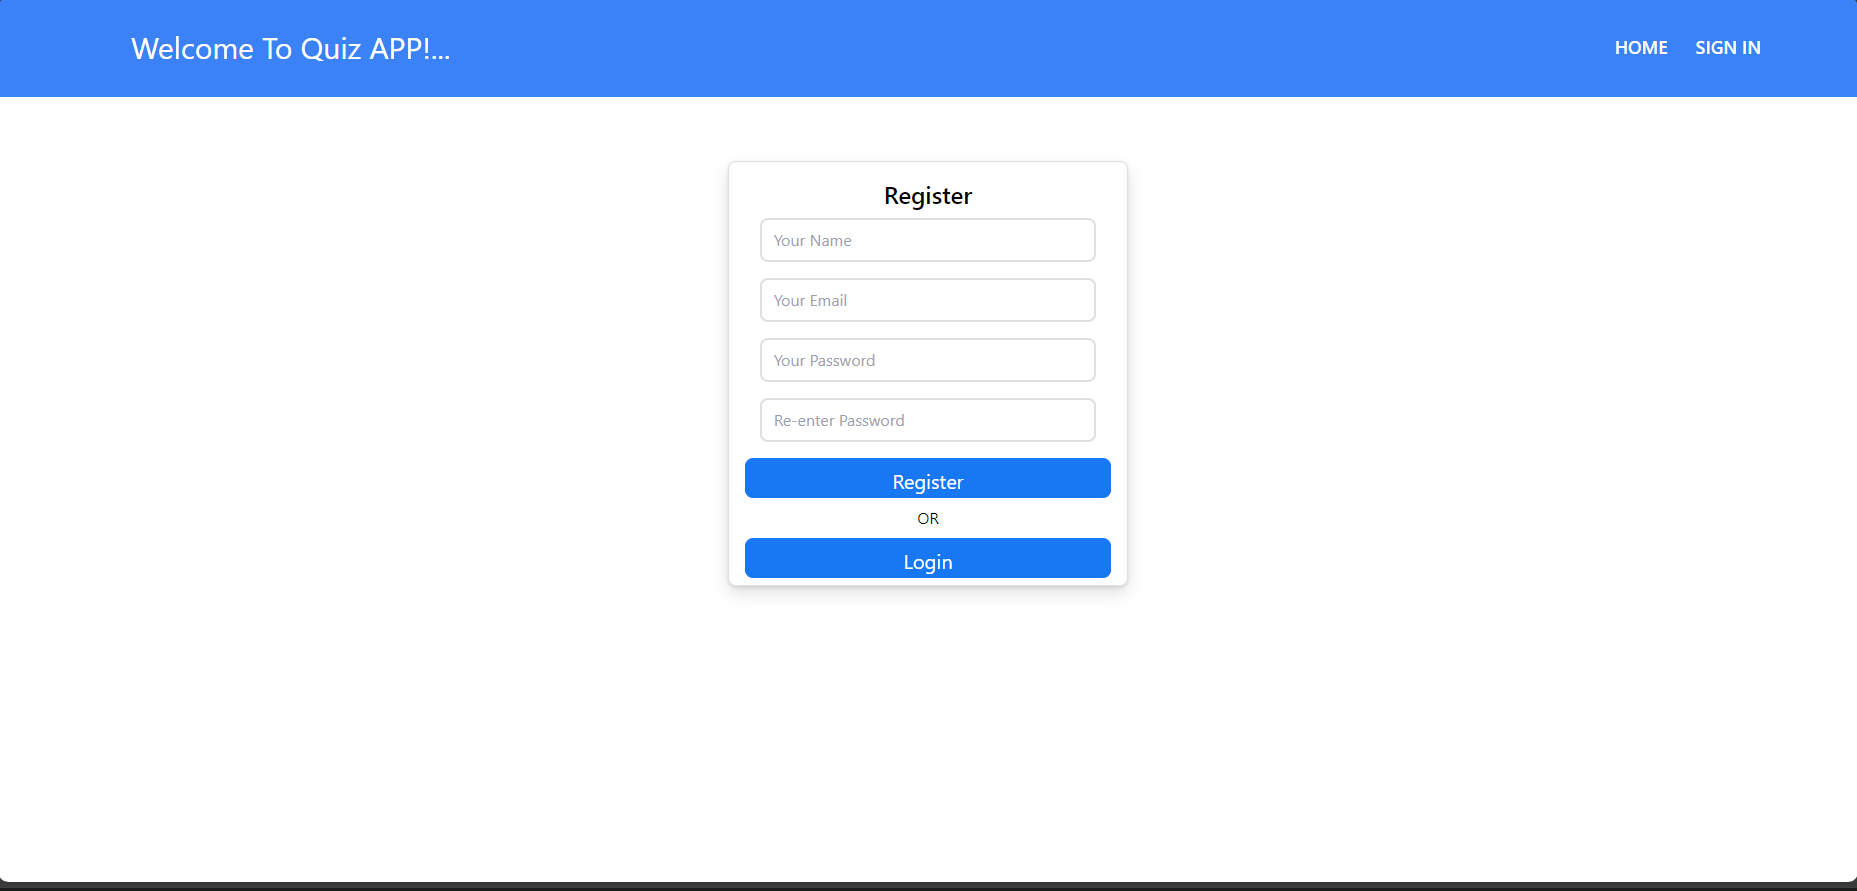 Welcome To Quiz APP!...
HOME SIGN IN
Register
Your Name
Your Email
Your Password
Re-enter Password
Register
OR
Login